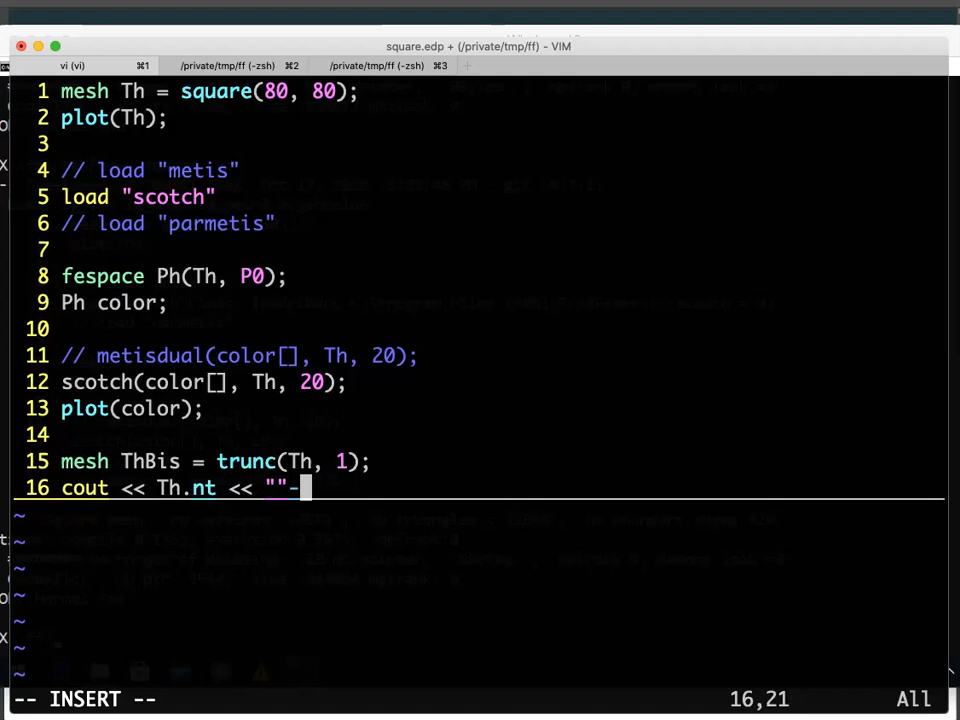 square.edp + (/private/tmp/ff) - VIM
vi (vi) ⌘1 /private/tmp/ff (-zsh) ⌘2 /private/tmp/ff (-zsh) ⌘3 +
1 mesh Th = square(80, 80);
2 plot(Th);
3
4 // load "metis"
5 load "scotch"
6 // load "parmetis"
7
8 fespace Ph(Th, P0);
9 Ph color;
10
11 // metisdual(color[], Th, 20);
12 scotch(color[], Th, 20);
13 plot(color);
14
15 mesh ThBis = trunc(Th, 1);
16 cout << Th.nt << ""-
~
~
~
~
~
~
~
-- INSERT -- 16,21 All